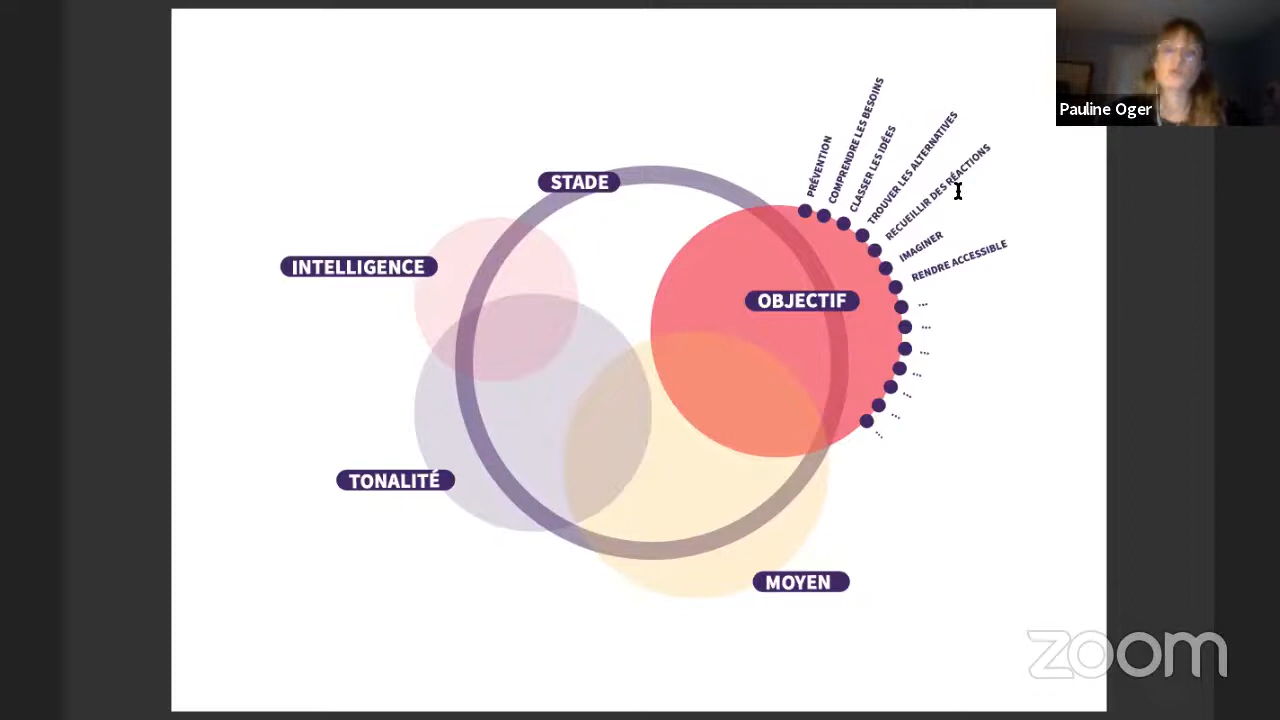 Pauline Oger
PRÉVENTION
COMPRENDRE LES BESOINS
CLASSER LES IDÉES
TROUVER LES ALTERNATIVES
RECUEILLIR DES RÉACTIONS
IMAGINER
RENDRE ACCESSIBLE
...
...
...
...
...
...
...
STADE
INTELLIGENCE
OBJECTIF
TONALITÉ
MOYEN
zoom